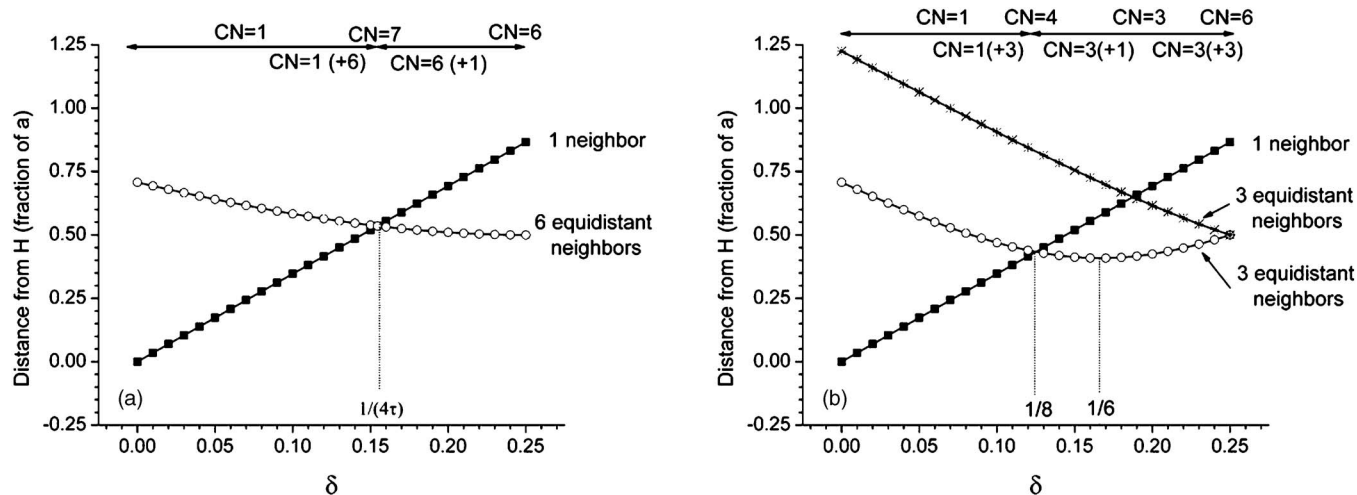 CN=1
CN=7
CN=6
CN=1 (+6)
CN=6 (+1)
1.25
1.00
0.75
0.50
0.25
0.00
-0.25
Distance from H (fraction of a)
1 neighbor
6 equidistant
neighbors
(a)
1/(4τ)
0.00
0.05
0.10
0.15
0.20
0.25
δ
CN=1
CN=4
CN=3
CN=6
CN=1(+3)
CN=3(+1)
CN=3(+3)
1.25
1.00
0.75
0.50
0.25
0.00
-0.25
Distance from H (fraction of a)
1 neighbor
3 equidistant
neighbors
3 equidistant
neighbors
(b)
1/8
1/6
0.00
0.05
0.10
0.15
0.20
0.25
δ